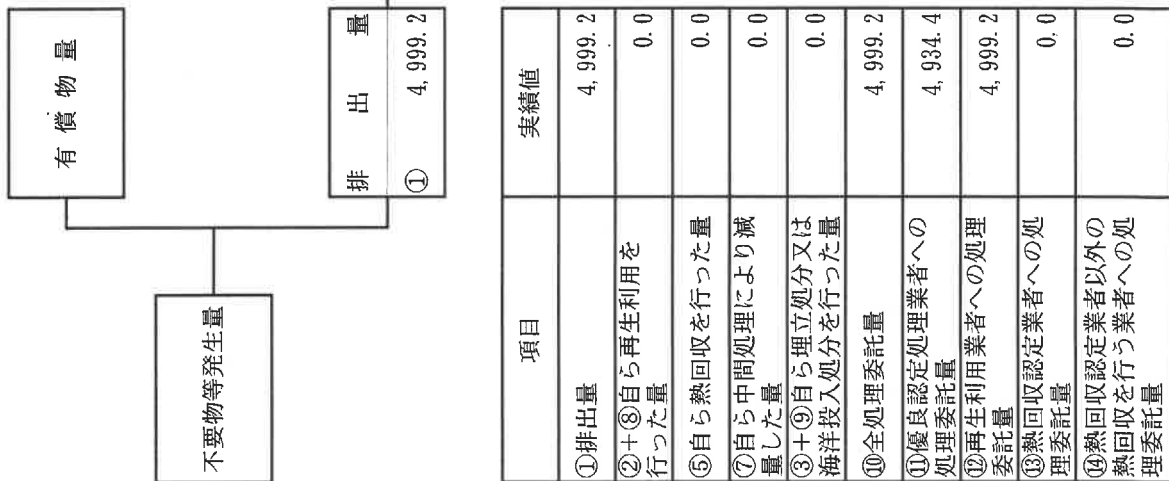 有償物量
不要物等発生量
排出量
① 4,999.2
項目 実績値
①排出量 4,999.2
②+⑧自ら再生利用を
行った量 0.0
⑤自ら熱回収を行った量 0.0
⑦自ら中間処理により減
量した量 0.0
③+⑨自ら埋立処分又は
海洋投入処分を行った量 0.0
⑩全処理委託量 4,999.2
⑪優良認定処理業者への
処理委託量 4,934.4
⑫再生利用業者への処理
委託量 4,999.2
⑬熱回収認定業者への処
理委託量 0.0
⑭熱回収認定業者以外の
熱回収を行う業者への処
理委託量 0.0